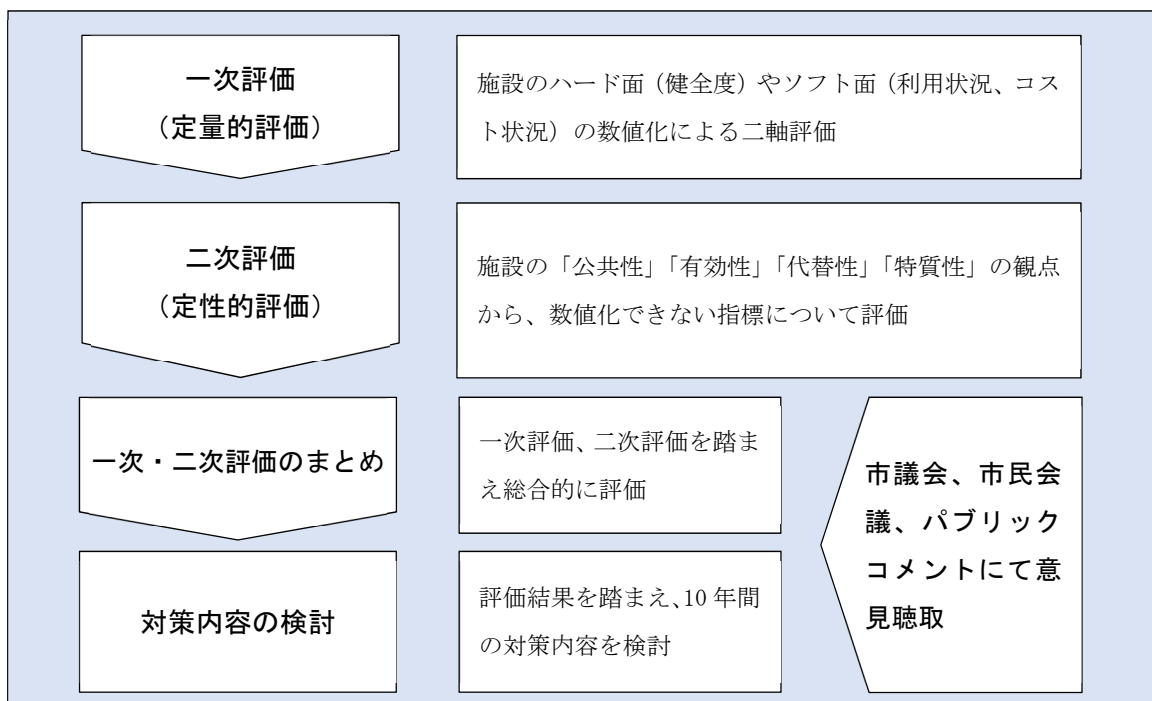 一次評価
（定量的評価）
施設のハード面（健全度）やソフト面（利用状況、コス
ト状況）の数値化による二軸評価
二次評価
（定性的評価）
施設の「公共性」「有効性」「代替性」「特質性」の観点
から、数値化できない指標について評価
一次・二次評価のまとめ
一次評価、二次評価を踏ま
え総合的に評価
対策内容の検討
評価結果を踏まえ、10 年間
の対策内容を検討
市議会、市民会
議、パブリック
コメントにて意
見聴取